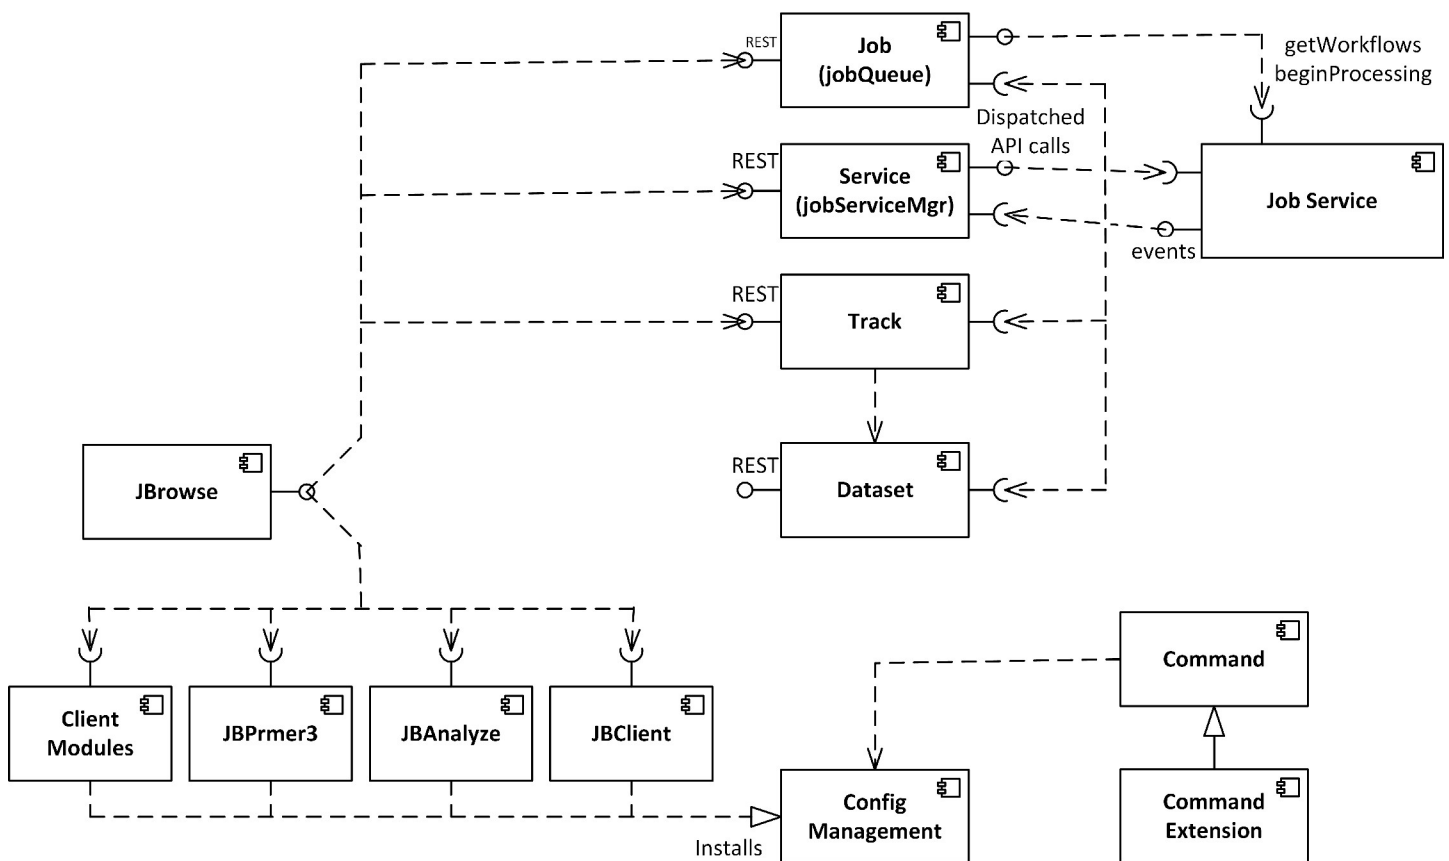 REST
Job
(jobQueue)
getWorkflows
beginProcessing
Dispatched
API calls
REST
Service
(jobServiceMgr)
Job Service
events
REST
Track
JBrowse
REST
Dataset
Command
Client
Modules
JBPrmer3
JBAnalyze
JBClient
Config
Management
Command
Extension
Installs